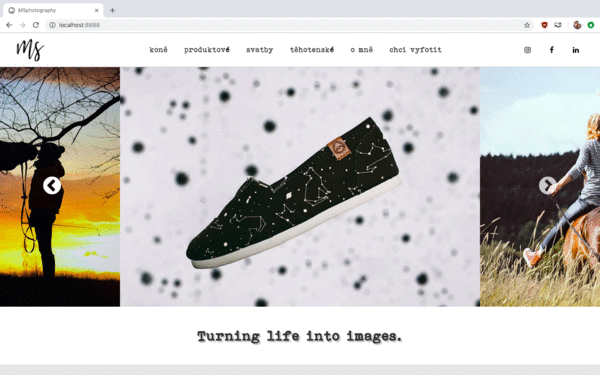 MSphotography
localhost:8888
MS
koně produktové svatby těhotenské o mně chci vyfotit
Turning life into images.